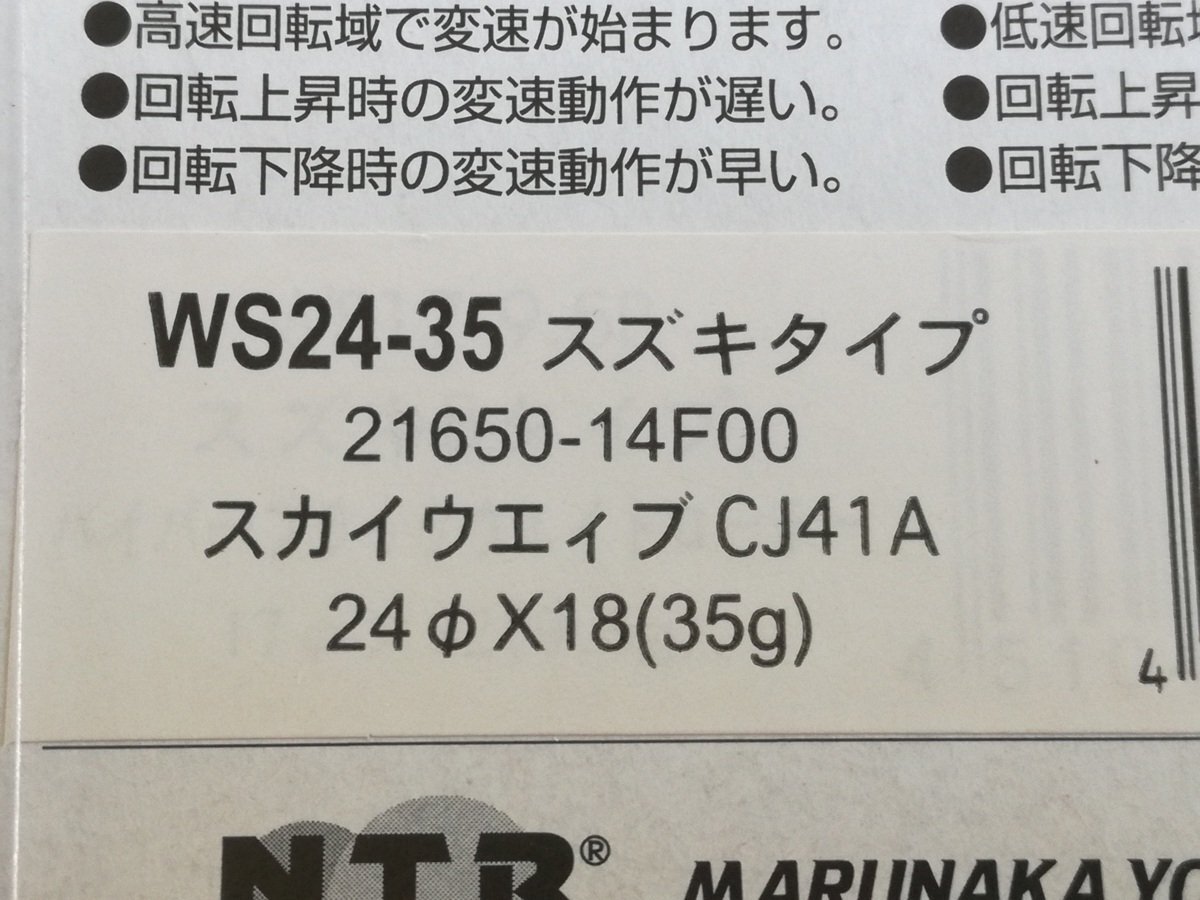 ●高速回転域で変速が始まります。
●回転上昇時の変速動作が遅い。
●回転下降時の変速動作が早い。
●低速回転
●回転上昇
●回転下降
WS24-35 スズキタイプ
21650-14F00
スカイウエィブ CJ41A
24φX18(35g)
4
NTB®
MARUNAKA YO